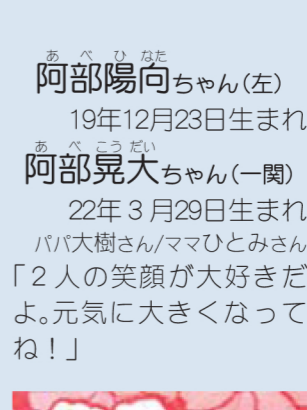 あべひなた
阿部陽向ちゃん（左）
19年12月23日生まれ
あべこうだい
阿部晃大ちゃん（一関）
22年３月29日生まれ
パパ大樹さん/ママひとみさん
「２人の笑顔が大好きだ
よ。元気に大きくなって
ね！」